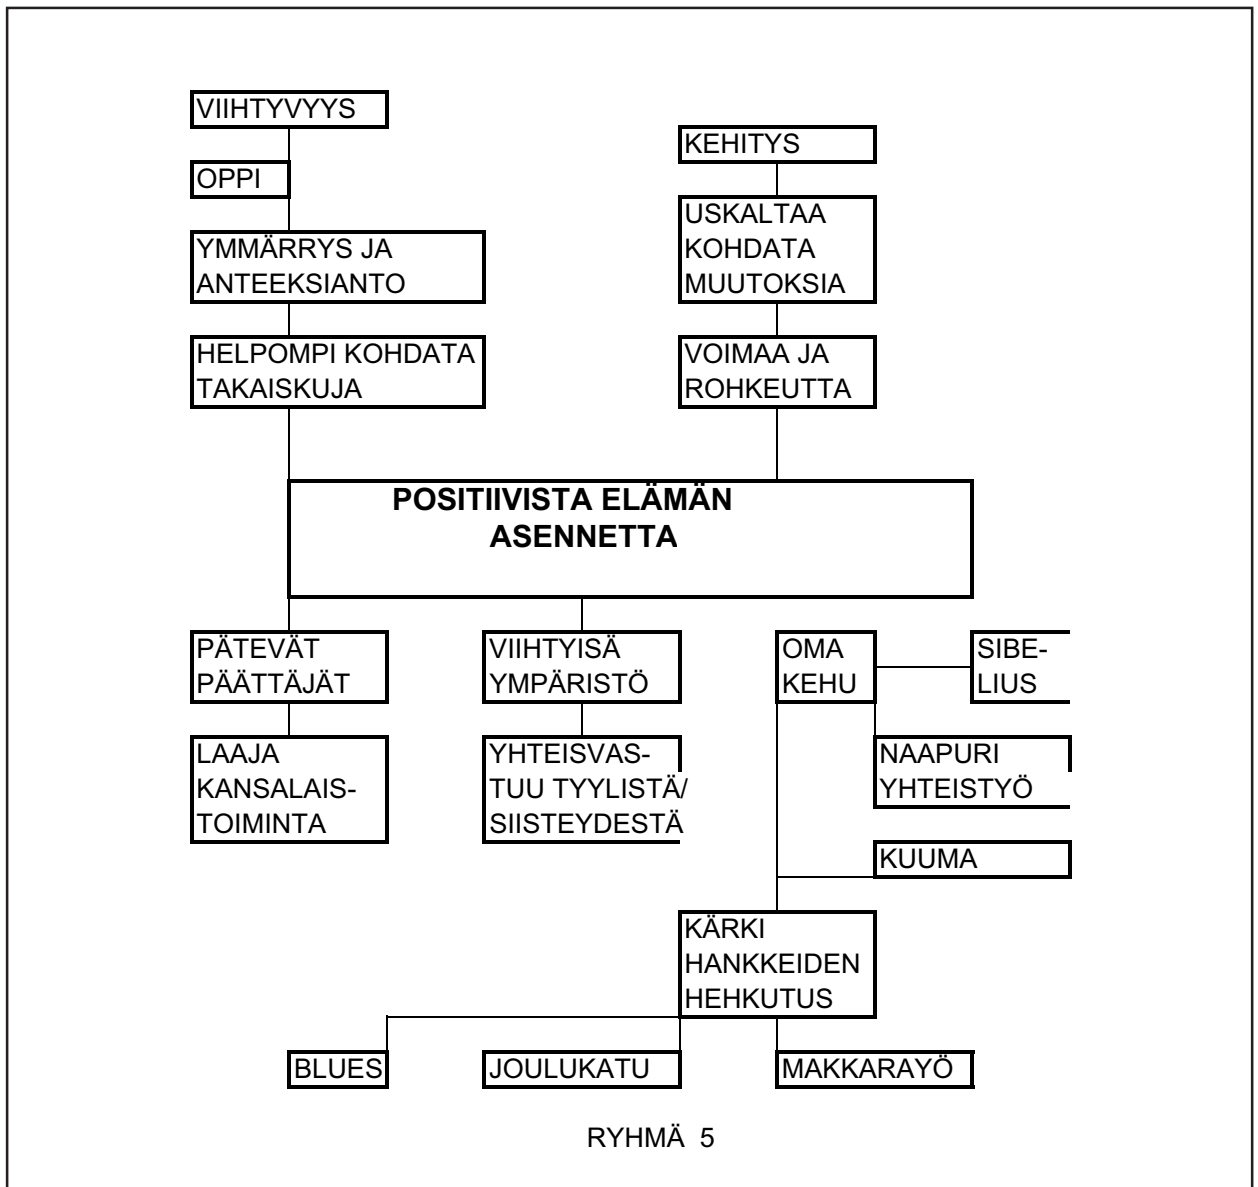 VIIHTYVYYS
OPPI
YMMÄRRYS JA
ANTEEKSIANTO
HELPOMPI KOHDATA
TAKAISKUJA
KEHITYS
USKALTAA
KOHDATA
MUUTOKSIA
VOIMAA JA
ROHKEUTTA
POSITIIVISTA ELÄMÄN
ASENNETTA
PÄTEVÄT
PÄÄTTÄJÄT
LAAJA
KANSALAIS-
TOIMINTA
VIIHTYISÄ
YMPÄRISTÖ
YHTEISVAS-
TUU TYYLISTÄ/
SIISTEYDESTÄ
OMA
KEHU
SIBE-
LIUS
NAAPURI
YHTEISTYÖ
KUUMA
KÄRKI
HANKKEIDEN
HEHKUTUS
BLUES
JOULUKATU
MAKKARAYÖ
RYHMÄ 5